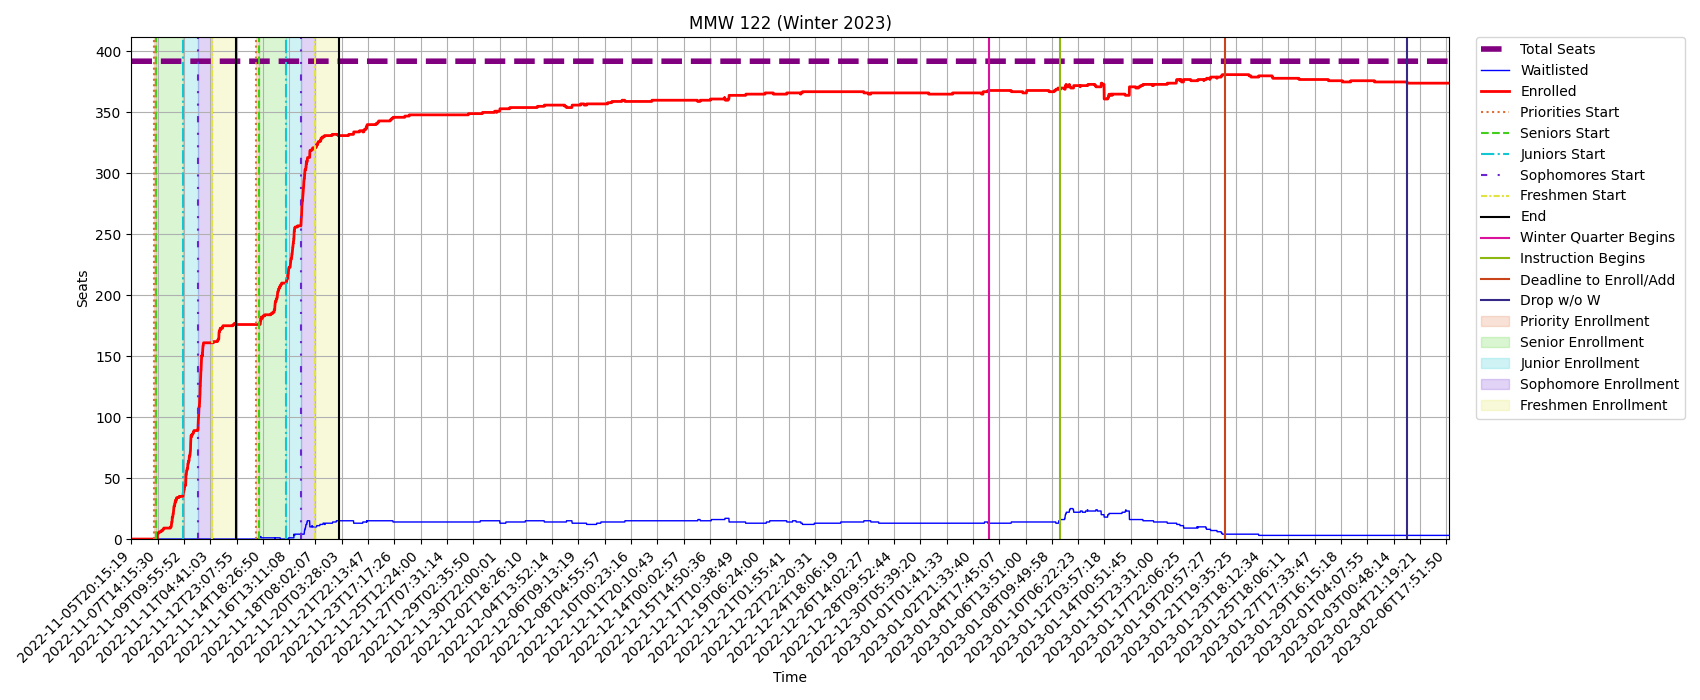 MMW 122 (Winter 2023)
400
350
300
250
200
150
100
50
0
Seats
2022-11-05T20:15:19
2022-11-07T14:15:30
2022-11-09T09:55:52
2022-11-11T04:41:03
2022-11-12T23:07:55
2022-11-14T18:26:50
2022-11-16T13:11:08
2022-11-18T08:02:07
2022-11-20T03:28:03
2022-11-21T22:13:47
2022-11-23T17:17:26
2022-11-25T12:24:00
2022-11-27T07:31:14
2022-11-29T02:35:50
2022-11-30T22:00:01
2022-12-02T18:26:10
2022-12-04T13:52:14
2022-12-06T09:13:19
2022-12-08T04:55:57
2022-12-10T00:23:16
2022-12-11T20:10:43
2022-12-14T00:02:57
2022-12-15T14:50:36
2022-12-17T10:38:49
2022-12-19T06:24:00
2022-12-21T01:55:41
2022-12-22T22:20:31
2022-12-24T18:06:19
2022-12-26T14:02:27
2022-12-28T09:52:44
2022-12-30T05:39:20
2023-01-01T01:41:33
2023-01-02T21:33:40
2023-01-04T17:45:07
2023-01-06T13:51:00
2023-01-08T09:49:58
2023-01-10T06:22:23
2023-01-12T03:57:18
2023-01-14T00:51:45
2023-01-15T23:31:00
2023-01-17T22:06:25
2023-01-19T20:57:27
2023-01-21T19:35:25
2023-01-23T18:12:34
2023-01-25T18:06:11
2023-01-27T17:33:47
2023-01-29T16:15:18
2023-02-01T04:07:55
2023-02-03T00:48:14
2023-02-04T21:19:21
2023-02-06T17:51:50
Time
Total Seats
Waitlisted
Enrolled
Priorities Start
Seniors Start
Juniors Start
Sophomores Start
Freshmen Start
End
Winter Quarter Begins
Instruction Begins
Deadline to Enroll/Add
Drop w/o W
Priority Enrollment
Senior Enrollment
Junior Enrollment
Sophomore Enrollment
Freshmen Enrollment